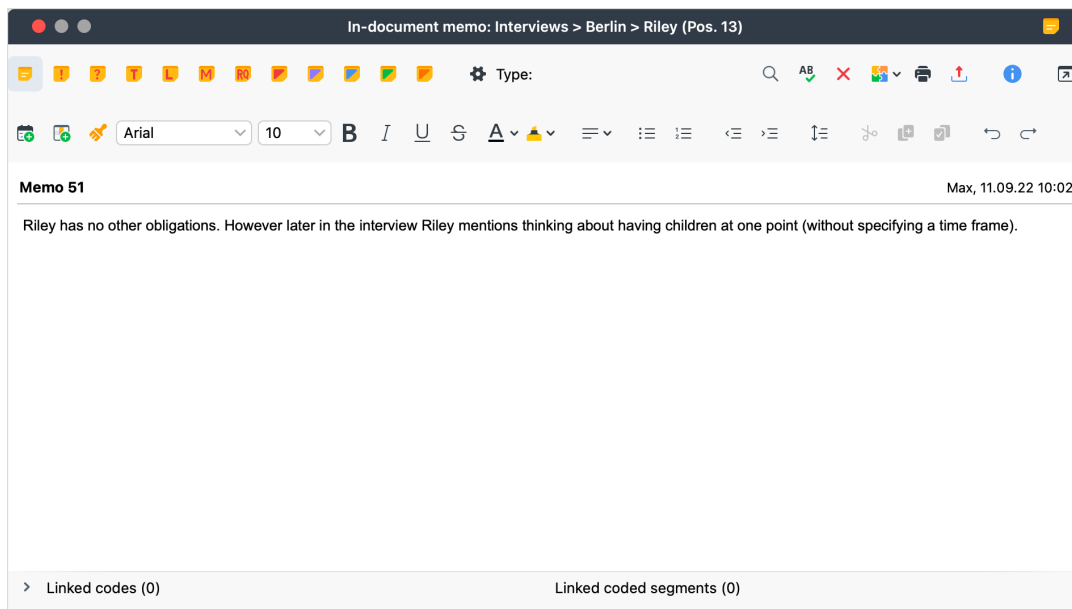 In-document memo: Interviews > Berlin > Riley (Pos. 13)
! ? T L M RQ Type: AB
Arial 10 B I U S A
Memo 51 Max, 11.09.22 10:02
Riley has no other obligations. However later in the interview Riley mentions thinking about having children at one point (without specifying a time frame).
Linked codes (0) Linked coded segments (0)